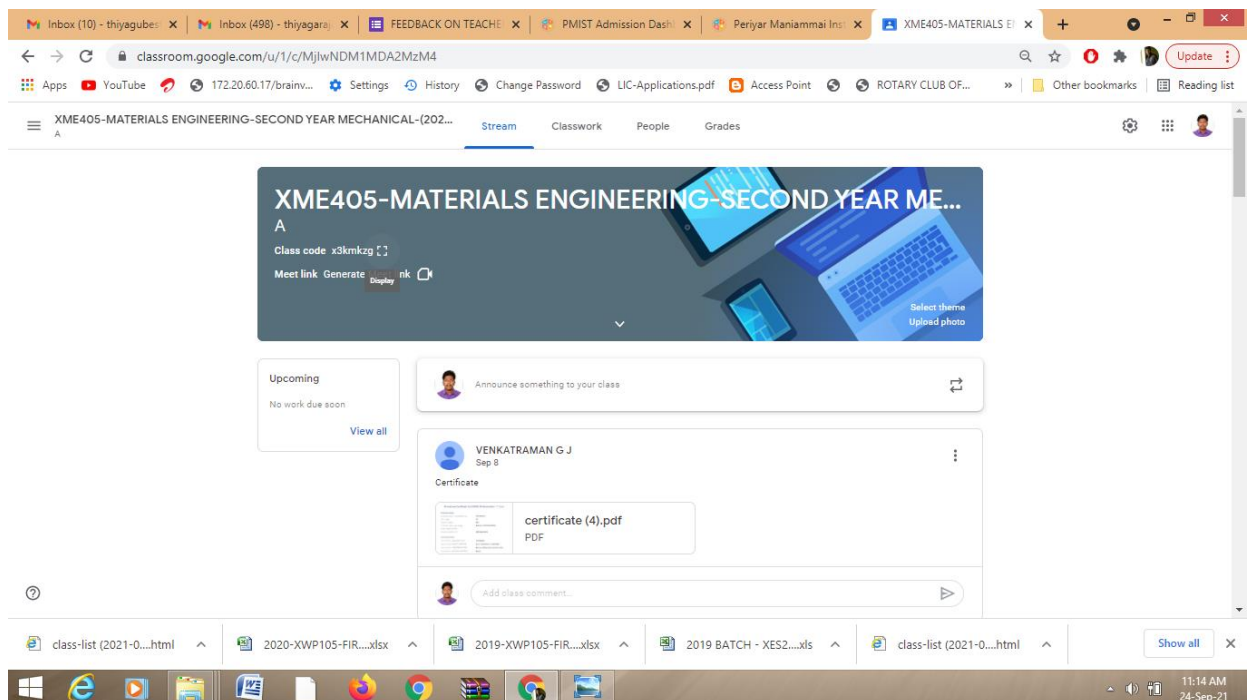 Inbox (10) - thiyagubes
Inbox (498) - thiyagaraj
FEEDBACK ON TEACHE
PMIST Admission Dash
Periyar Maniammai Ins
XME405-MATERIALS E
classroom.google.com/u/1/c/MjIwNDM1MDA2MzM4
Update
Apps YouTube 172.20.60.17/brainv... Settings History Change Password LIC-Applications.pdf Access Point ROTARY CLUB OF... » Other bookmarks Reading list
XME405-MATERIALS ENGINEERING-SECOND YEAR MECHANICAL-(202...
A
Stream Classwork People Grades
XME405-MATERIALS ENGINEERING-SECOND YEAR ME...
A
Class code x3kmkzg
Meet link Generate nk
Display
Select theme
Upload photo
Upcoming
No work due soon
View all
Announce something to your class
VENKATRAMAN G J
Sep 8
Certificate
certificate (4).pdf
PDF
Add class comment...
class-list (2021-0....html
2020-XWP105-FIR....xlsx
2019-XWP105-FIR....xlsx
2019 BATCH - XES2....xls
class-list (2021-0....html
Show all
11:14 AM
24-Sep-21